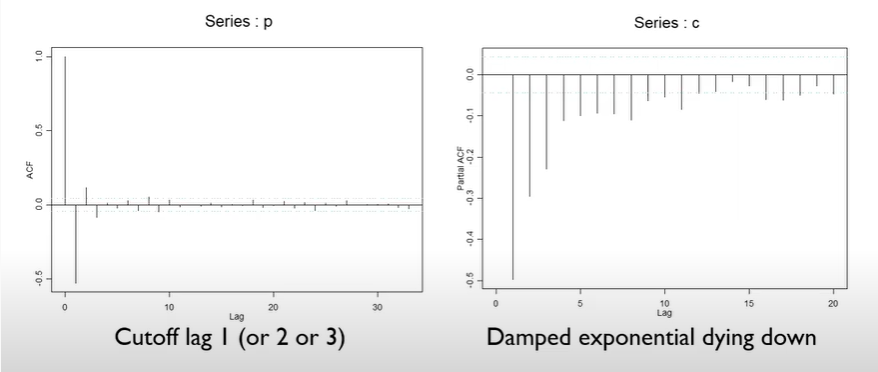 Series : p
Series : c
1.0
0.5
0.0
-0.5
ACF
0
10
20
30
Lag
0.0
-0.1
-0.2
-0.3
-0.4
-0.5
Partial ACF
0
5
10
15
20
Lag
Cutoff lag 1 (or 2 or 3)
Damped exponential dying down